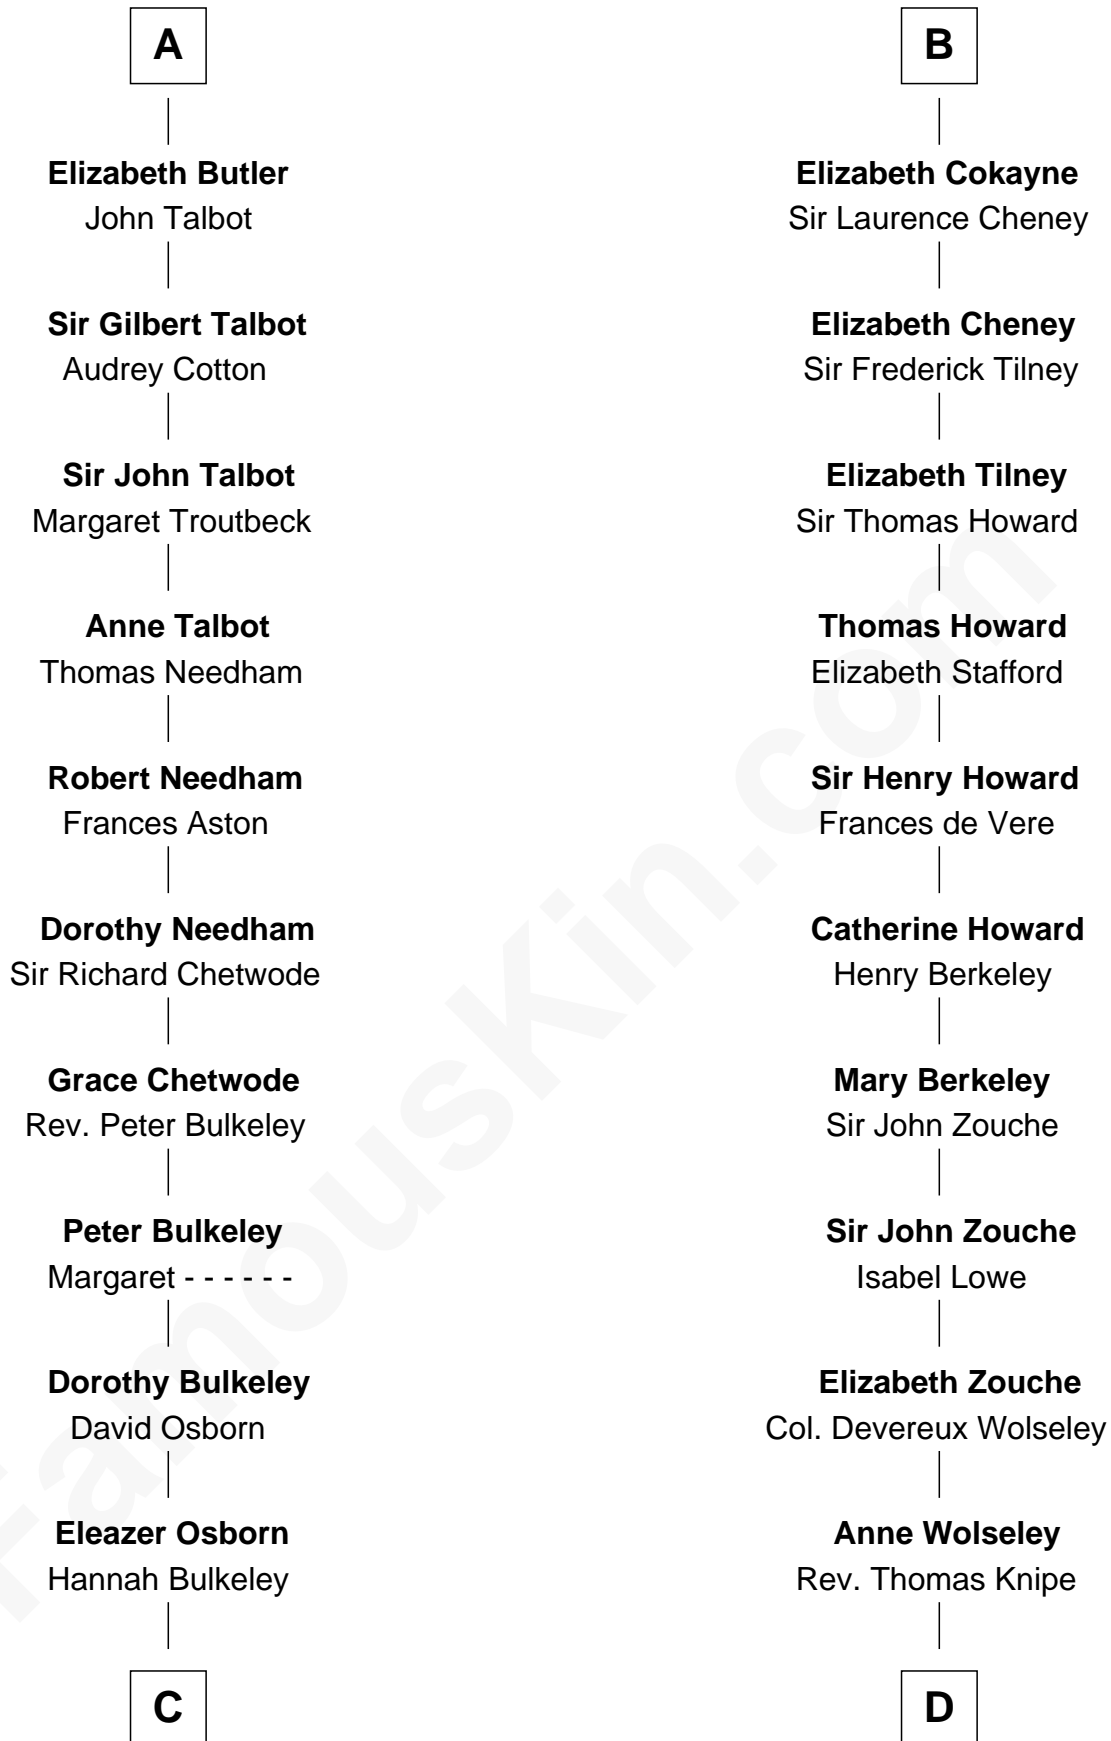 A
Elizabeth Butler
John Talbot
Sir Gilbert Talbot
Audrey Cotton
Sir John Talbot
Margaret Troutbeck
Anne Talbot
Thomas Needham
Robert Needham
Frances Aston
Dorothy Needham
Sir Richard Chetwode
Grace Chetwode
Rev. Peter Bulkeley
Peter Bulkeley
Margaret - - - - - -
Dorothy Bulkeley
David Osborn
Eleazer Osborn
Hannah Bulkeley
C
B
Elizabeth Cokayne
Sir Laurence Cheney
Elizabeth Cheney
Sir Frederick Tilney
Elizabeth Tilney
Sir Thomas Howard
Thomas Howard
Elizabeth Stafford
Sir Henry Howard
Frances de Vere
Catherine Howard
Henry Berkeley
Mary Berkeley
Sir John Zouche
Sir John Zouche
Isabel Lowe
Elizabeth Zouche
Col. Devereux Wolseley
Anne Wolseley
Rev. Thomas Knipe
D
FamousKin.com